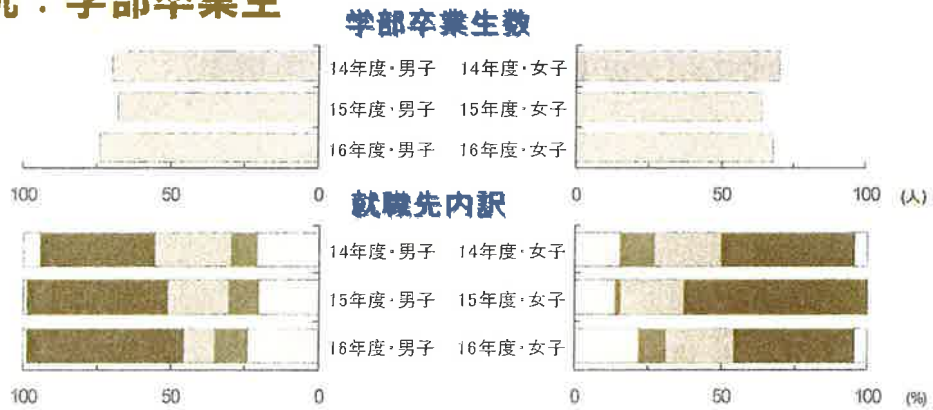 ：学部卒業生
学部卒業生数
14年度・男子 14年度・女子
15年度・男子 15年度・女子
16年度・男子 16年度・女子
100 50 0 0 50 100 (人)
就職先内訳
14年度・男子 14年度・女子
15年度・男子 15年度・女子
16年度・男子 16年度・女子
100 50 0 0 50 100 (%)